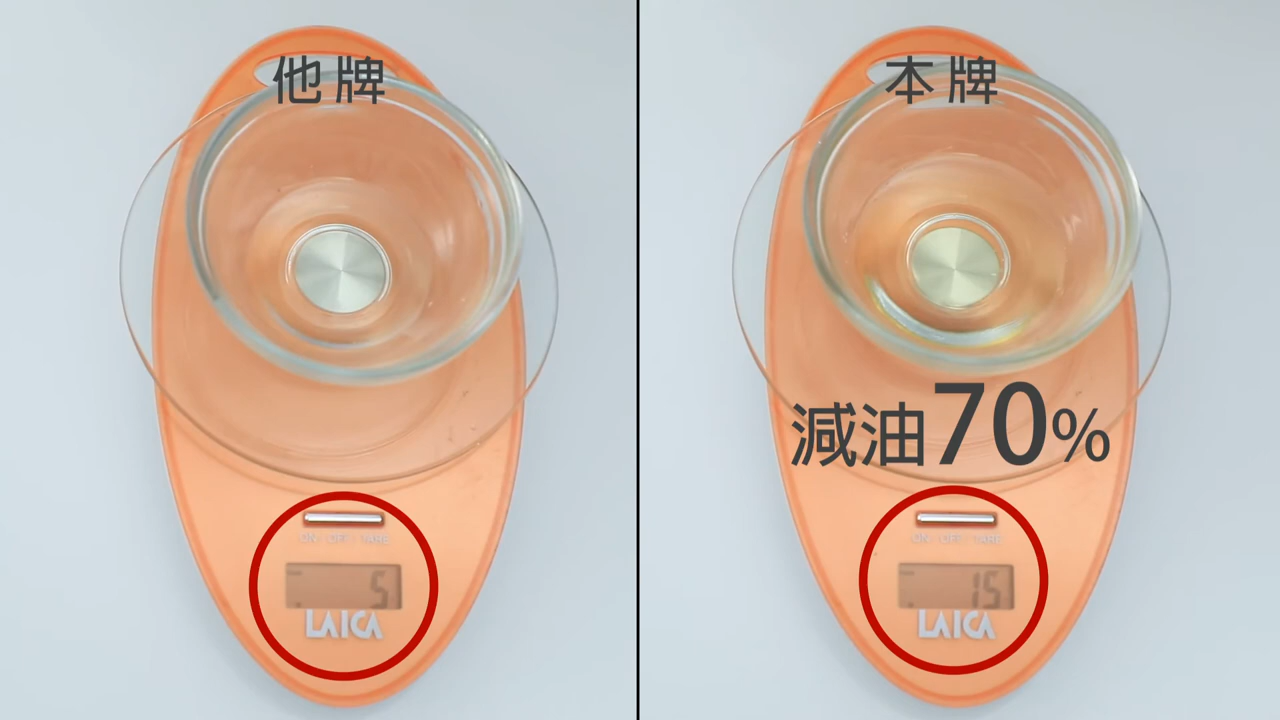 他牌
ON / OFF / TARE
5
LAICA
本牌
減油70%
ON / OFF / TARE
15
LAICA